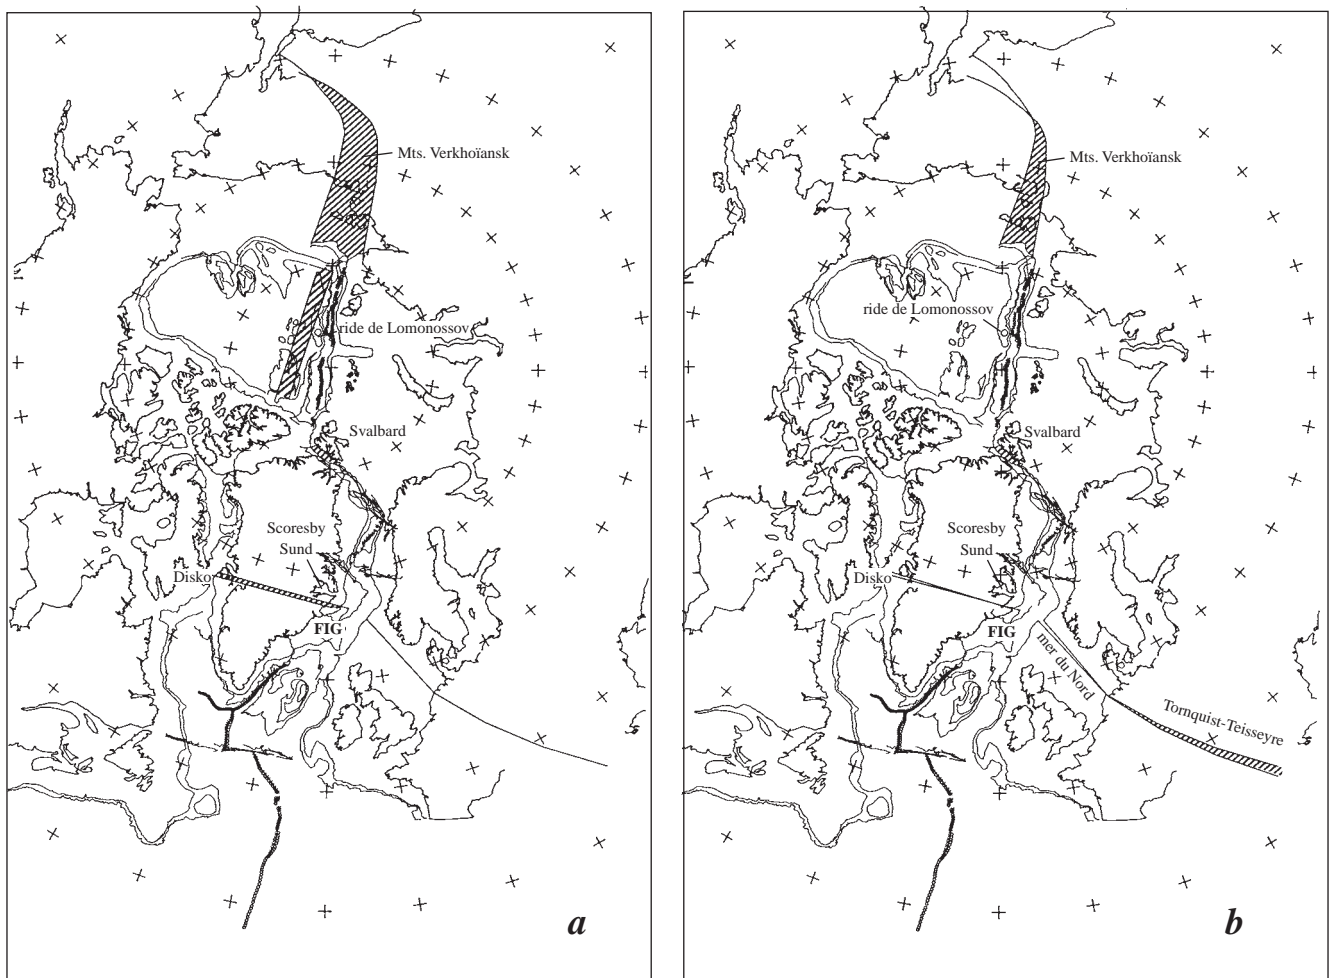 Mts. Verkhoïansk
ride de Lomonossov
Svalbard
Scoresby
Sund
Disko
FIG
a
Mts. Verkhoïansk
ride de Lomonossov
Svalbard
Scoresby
Sund
Disko
FIG
mer du Nord
Tornquist-Teisseyre
b